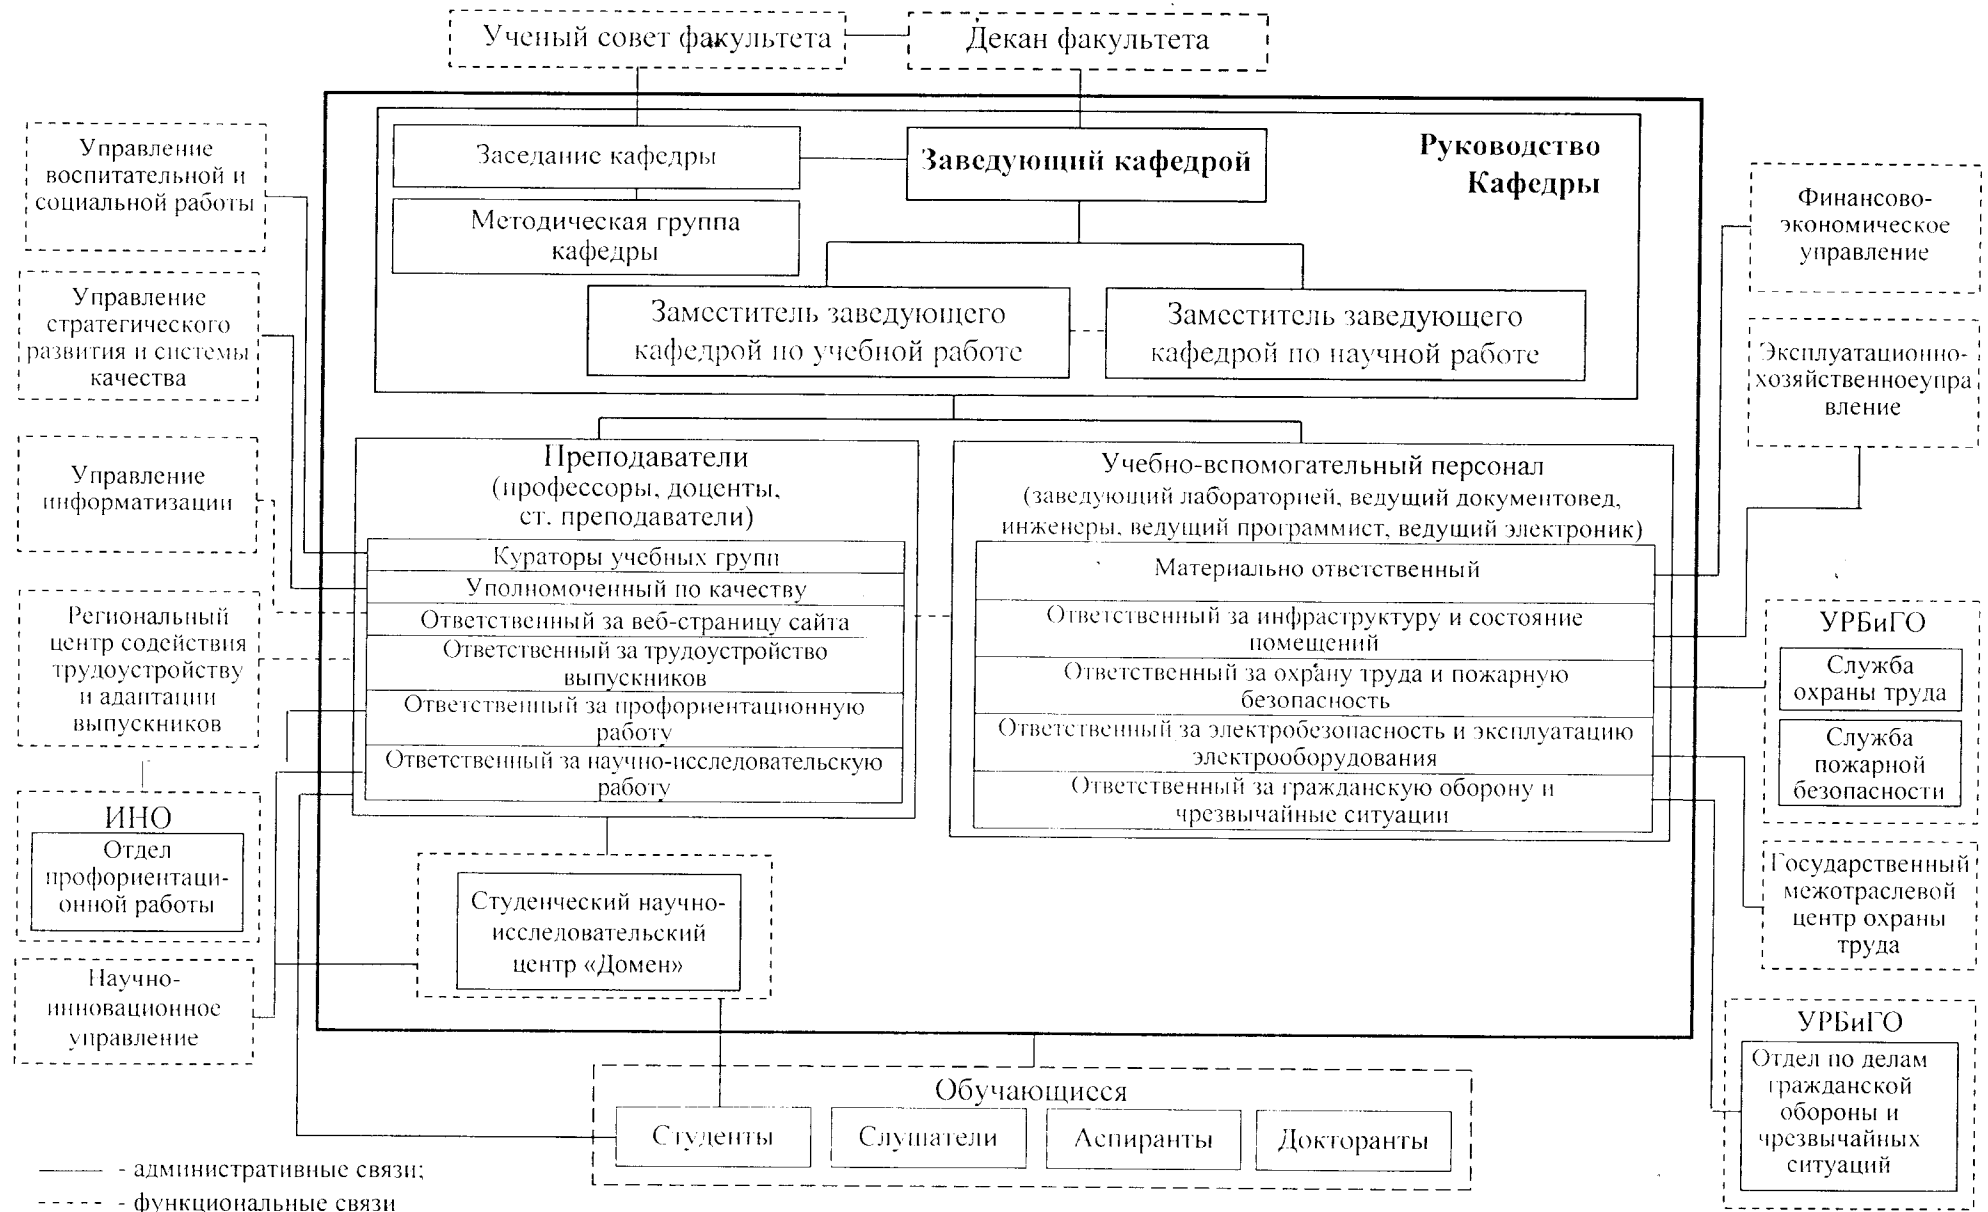 Ученый совет факультета
Декан факультета
Руководство
Кафедры
Заседание кафедры
Заведующий кафедрой
Методическая группа
кафедры
Заместитель заведующего
кафедрой по учебной работе
Заместитель заведующего
кафедрой по научной работе
Управление
воспитательной и
социальной работы
Управление
стратегического
развития и системы
качества
Управление
информатизации
Региональный
центр содействия
трудоустройству
и адаптации
выпускников
ИНО
Отдел
профориентаци-
онной работы
Научно-
инновационное
управление
Преподаватели
(профессоры, доценты,
ст. преподаватели)
Кураторы учебных групп
Уполномоченный по качеству
Ответственный за веб-страницу сайта
Ответственный за трудоустройство
выпускников
Ответственный за профориентационную
работу
Ответственный за научно-исследовательскую
работу
Учебно-вспомогательный персонал
(заведующий лабораторией, ведущий документовед,
инженеры, ведущий программист, ведущий электроник)
Материально ответственный
Ответственный за инфраструктуру и состояние
помещений
Ответственный за охрану труда и пожарную
безопасность
Ответственный за электробезопасность и эксплуатацию
электрооборудования
Ответственный за гражданскую оборону и
чрезвычайные ситуации
Финансово-
экономическое
управление
Эксплуатационно-
хозяйственноеупра
вление
УРБиГО
Служба
охраны труда
Служба
пожарной
безопасности
Государственный
межотраслевой
центр охраны
труда
УРБиГО
Отдел по делам
гражданской
обороны и
чрезвычайных
ситуаций
Студенческий научно-
исследовательский
центр «Домен»
Обучающиеся
Студенты
Слушатели
Аспиранты
Докторанты
- административные связи;
- функциональные связи